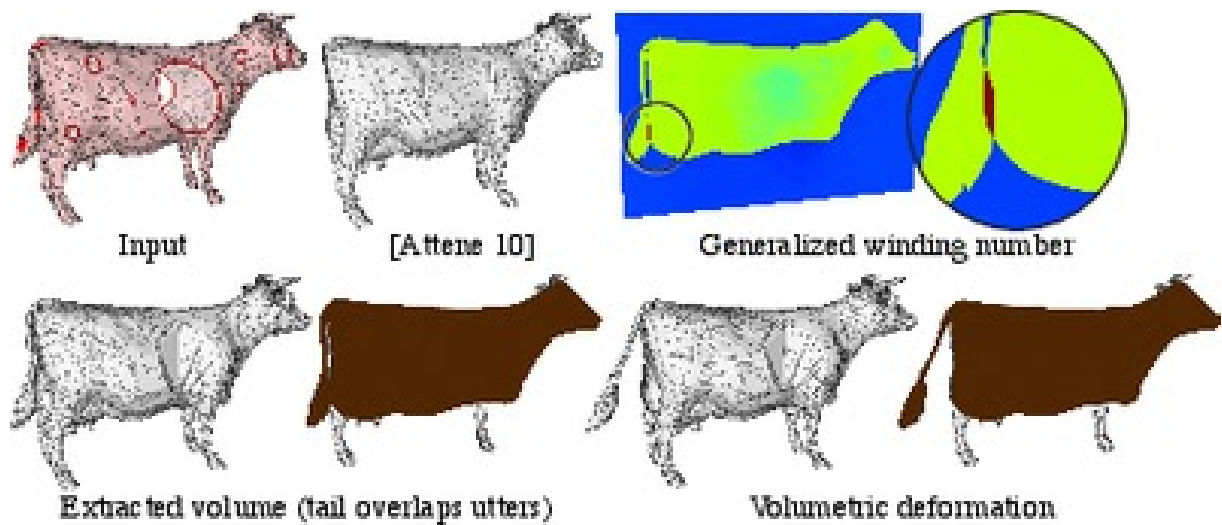 Input
[Attene 10]
Generalized winding number
Extracted volume (tail overlaps utters)
Volumetric deformation